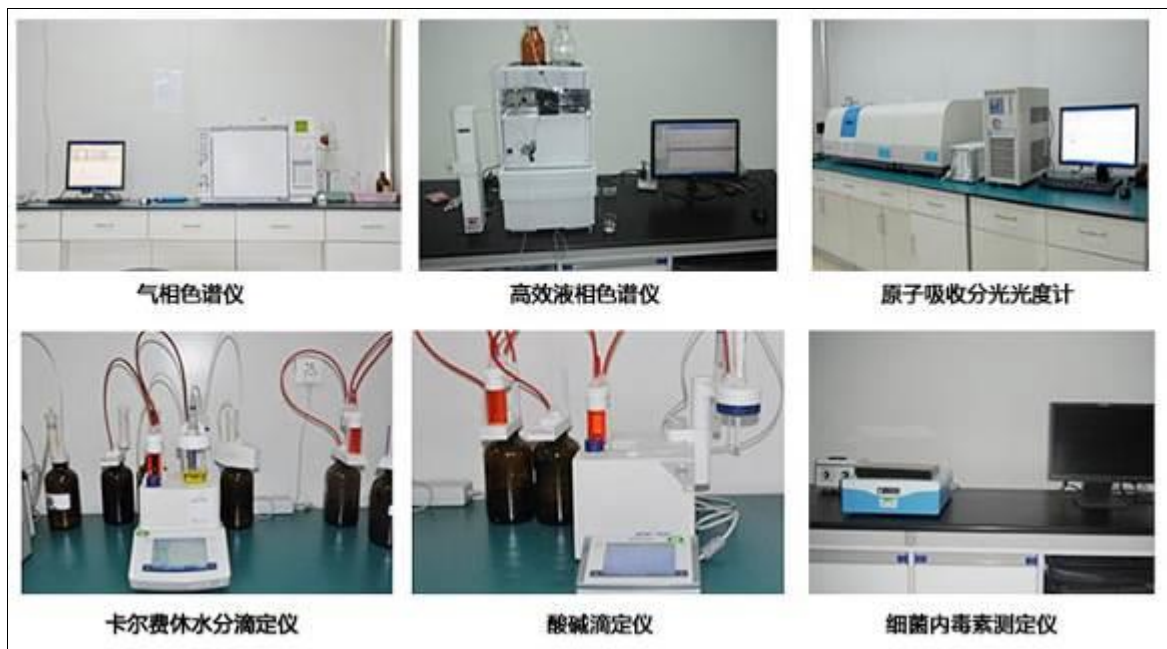 气相色谱仪
高效液相色谱仪
原子吸收分光光度计
卡尔费休水分滴定仪
酸碱滴定仪
细菌内毒素测定仪